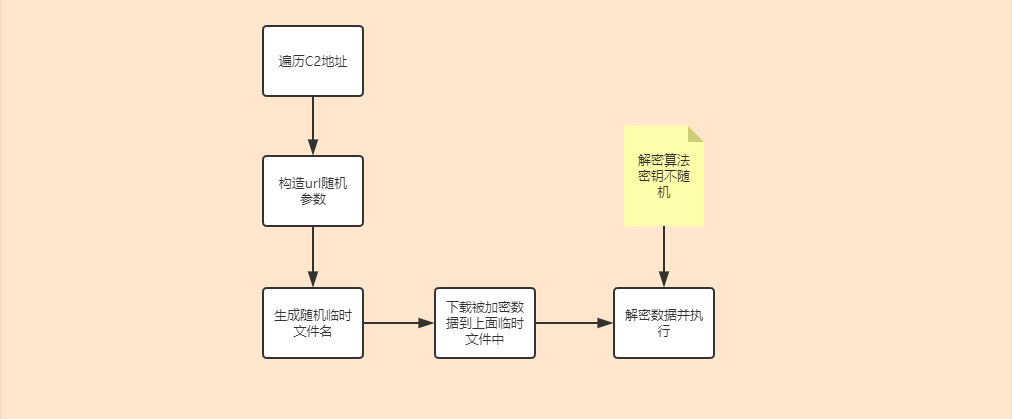 遍历C2地址
构造url随机
参数
解密算法
密钥不随
机
生成随机临时
文件名
下载被加密数
据到上面临时
文件中
解密数据并执
行